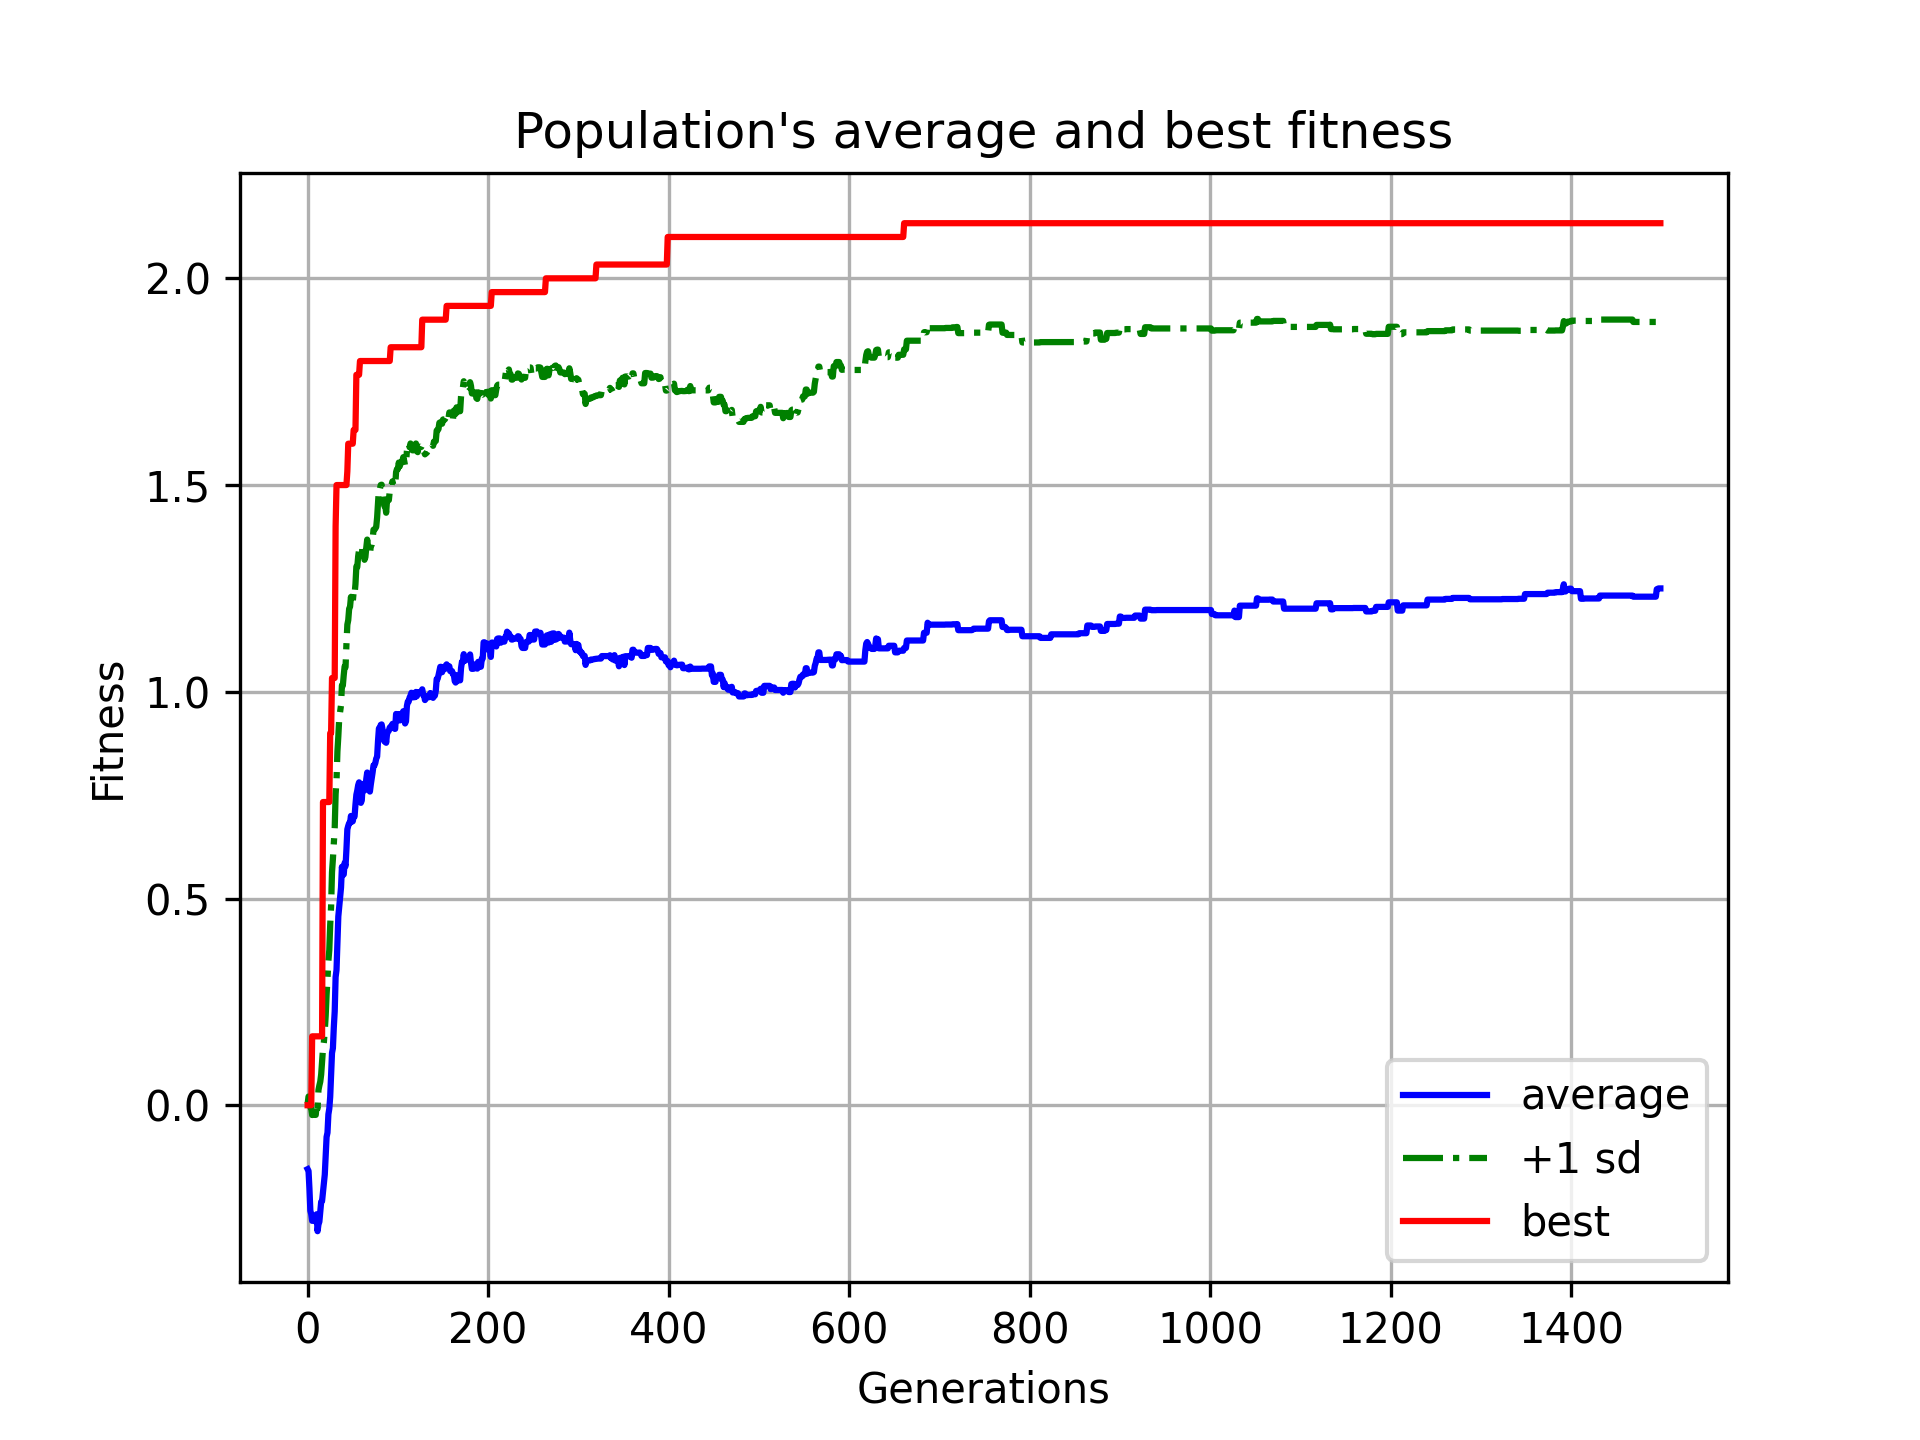 Population's average and best fitness
Fitness
2.0
1.5
1.0
0.5
0.0
0 200 400 600 800 1000 1200 1400
Generations
average
+1 sd
best